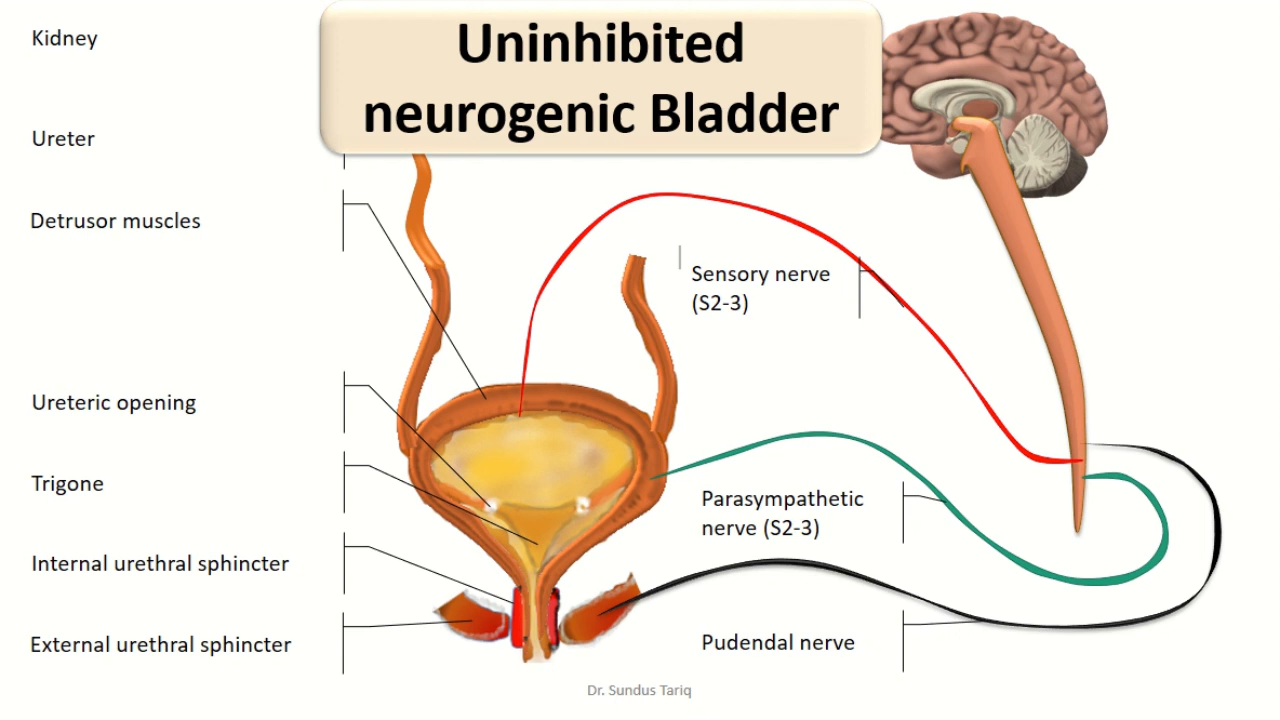 Uninhibited
neurogenic Bladder
Kidney
Ureter
Detrusor muscles
Ureteric opening
Trigone
Internal urethral sphincter
External urethral sphincter
Sensory nerve
(S2-3)
Parasympathetic
nerve (S2-3)
Pudendal nerve
Dr. Sundus Tariq